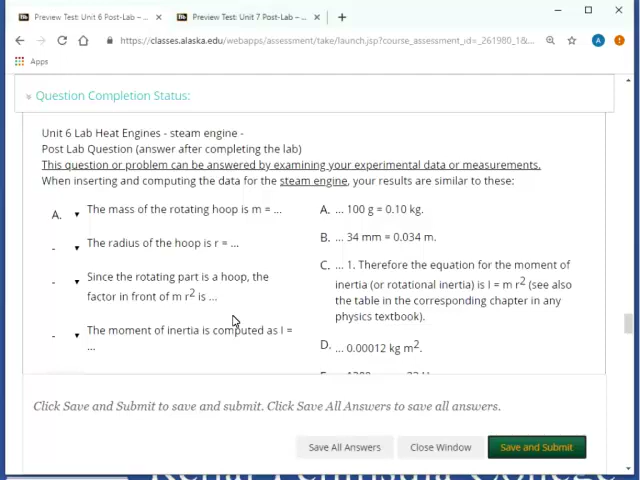 Preview Test: Unit 6 Post-Lab – ...
Preview Test: Unit 7 Post-Lab – ...
https://classes.alaska.edu/webapps/assessment/take/launch.jsp?course_assessment_id=_261980_1&...
A
Apps
Question Completion Status:
Unit 6 Lab Heat Engines - steam engine -
Post Lab Question (answer after completing the lab)
This question or problem can be answered by examining your experimental data or measurements.
When inserting and computing the data for the steam engine, your results are similar to these:
A. The mass of the rotating hoop is m = ...
- The radius of the hoop is r = ...
- Since the rotating part is a hoop, the
factor in front of m r2 is ...
- The moment of inertia is computed as I =
...
A. ... 100 g = 0.10 kg.
B. ... 34 mm = 0.034 m.
C. ... 1. Therefore the equation for the moment of
inertia (or rotational inertia) is I = m r2 (see also
the table in the corresponding chapter in any
physics textbook).
D. ... 0.00012 kg m2.
Click Save and Submit to save and submit. Click Save All Answers to save all answers.
Save All Answers
Close Window
Save and Submit
Kenai Peninsula College